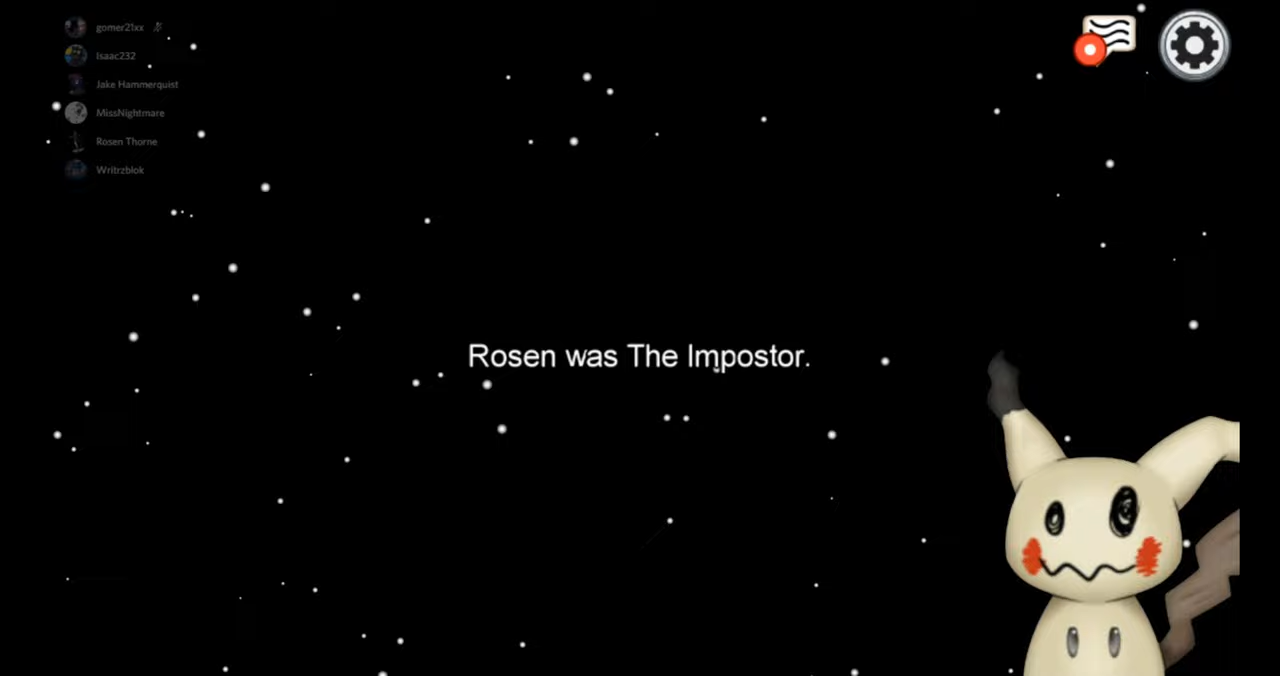 gomer21xx
Isaac232
Jake Hammerquist
MissNightmare
Rosen Thorne
Writrzblok
Rosen was The Impostor.